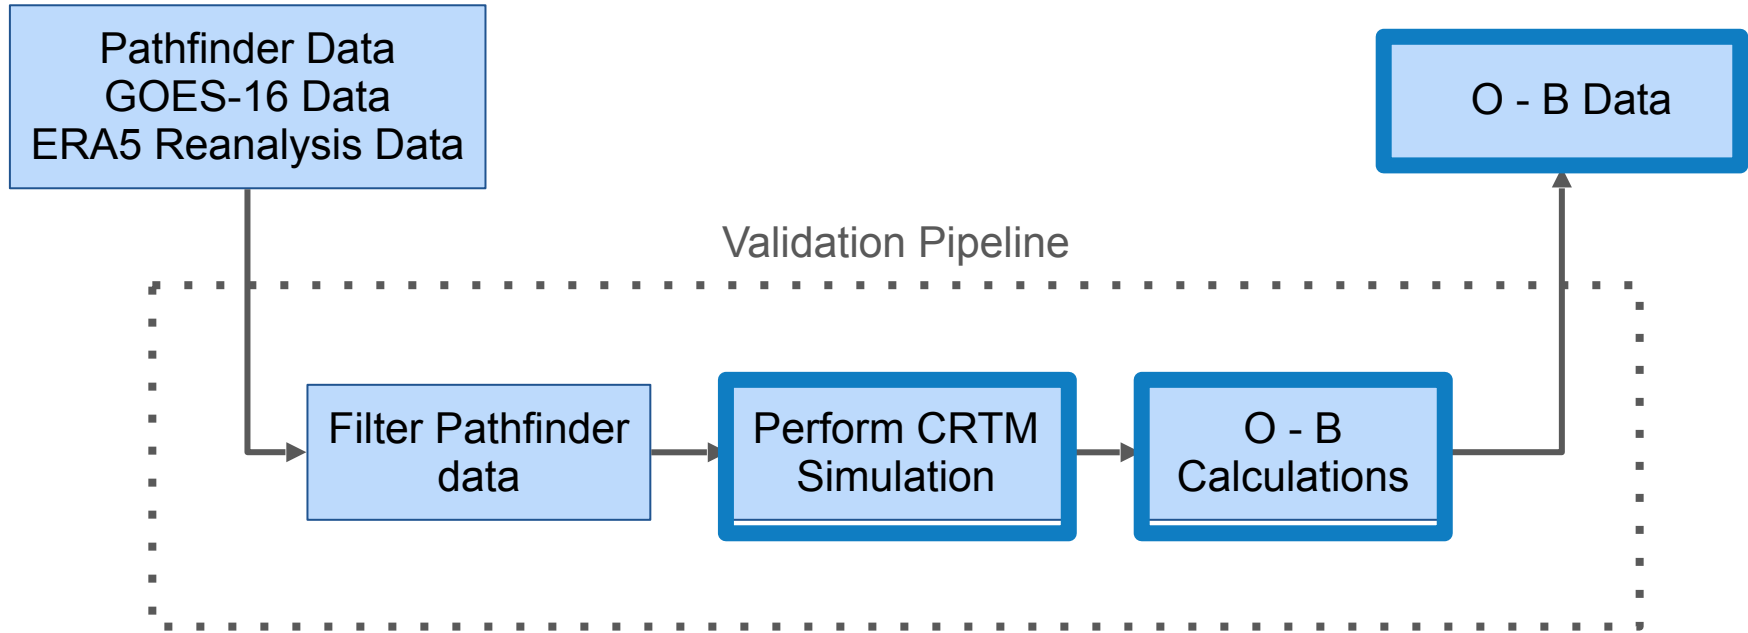 Pathfinder Data
GOES-16 Data
ERA5 Reanalysis Data
O - B Data
Validation Pipeline
Filter Pathfinder
data
Perform CRTM
Simulation
O - B
Calculations